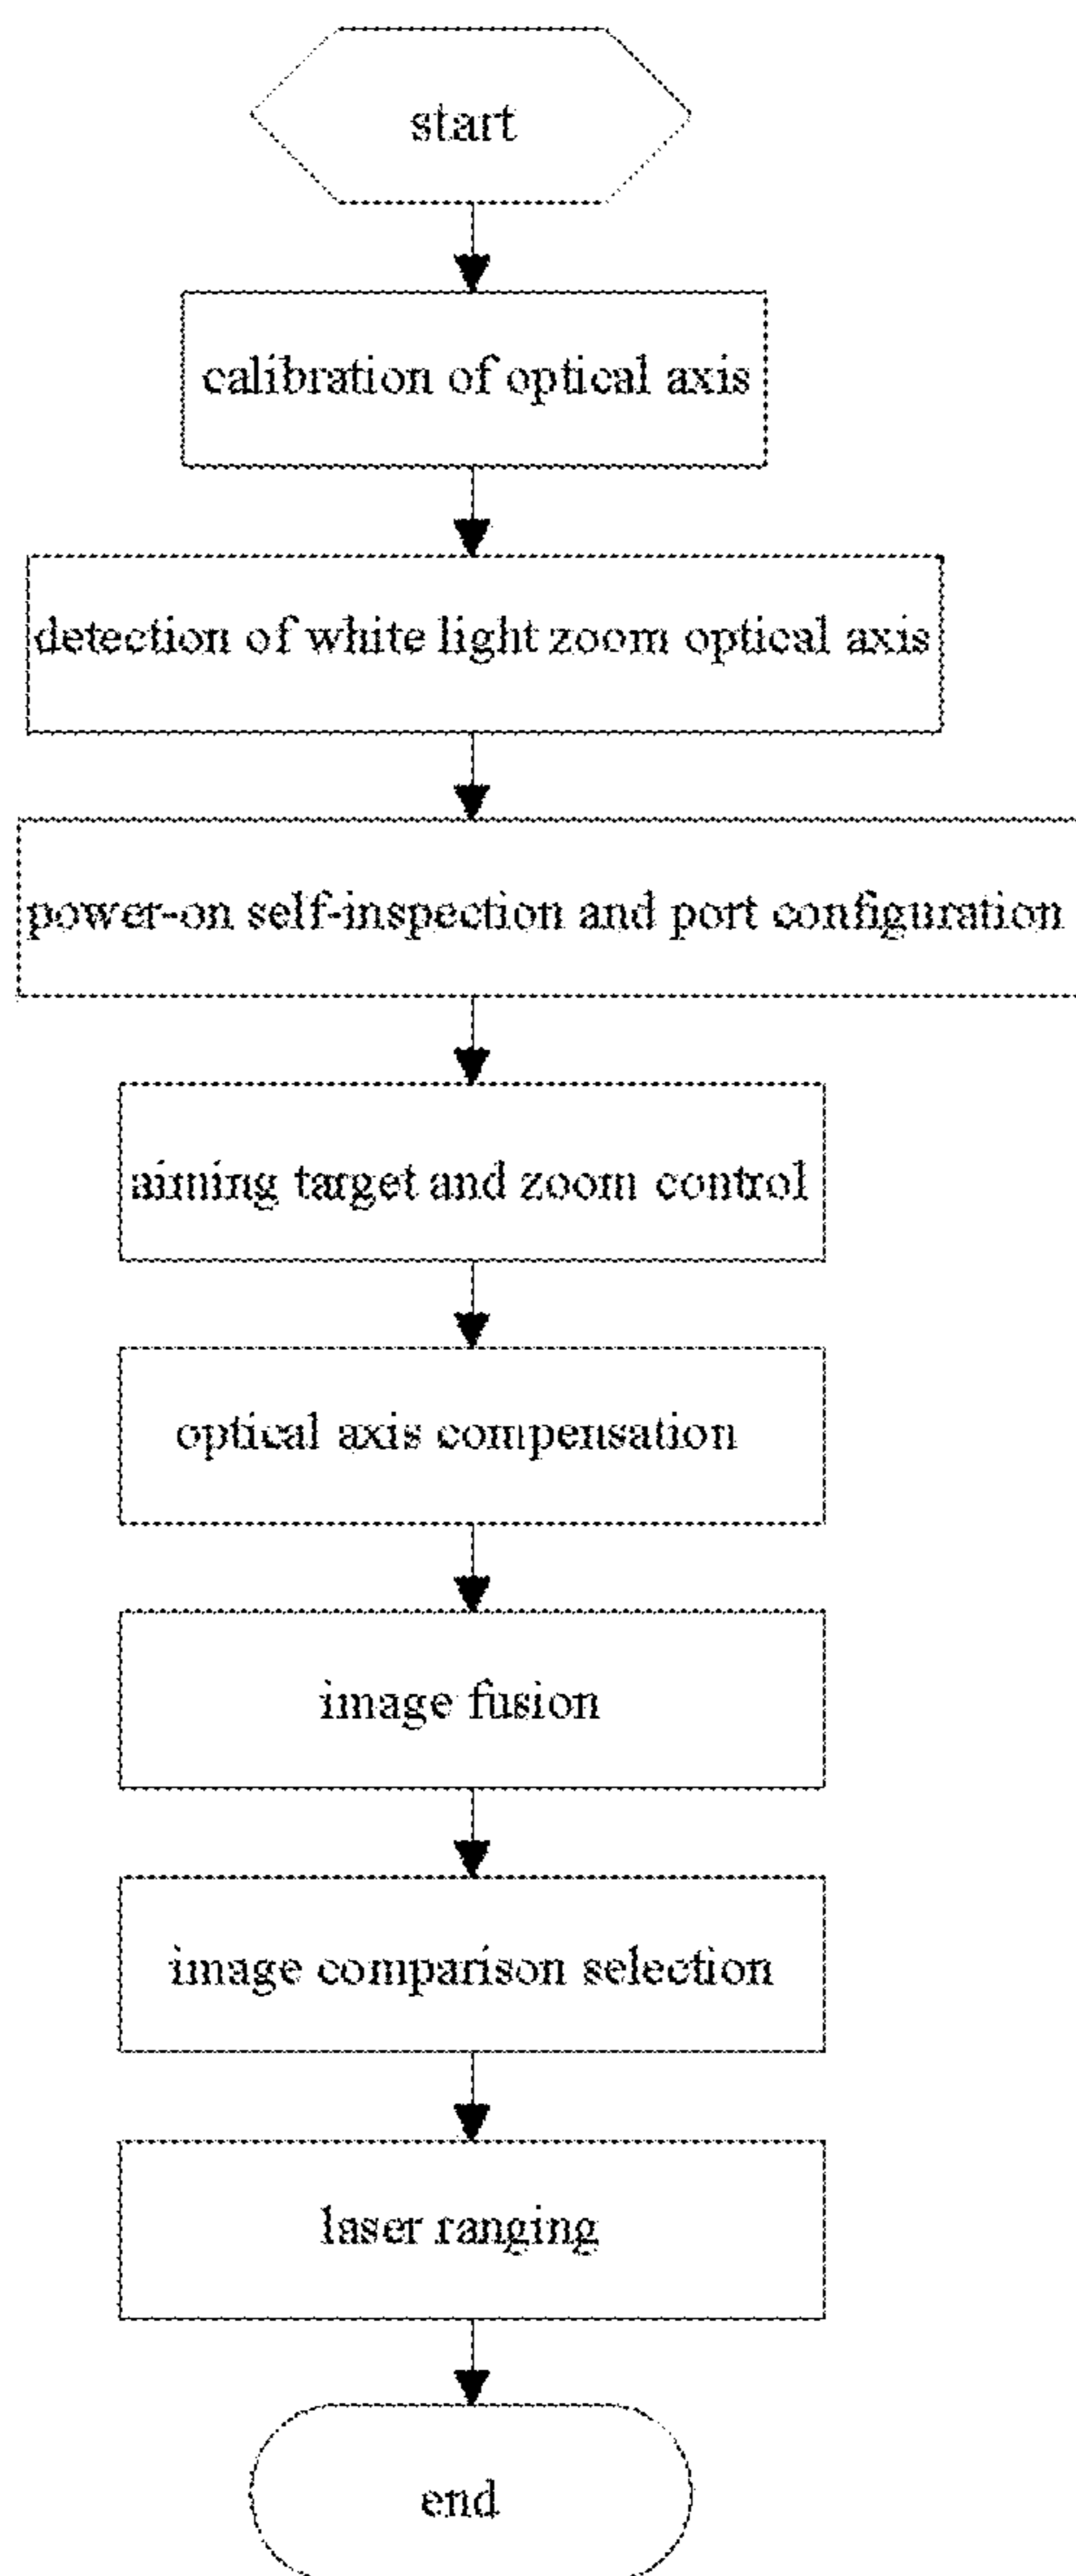 start
calibration of optical axis
detection of white light zoom optical axis
power-on self-inspection and port configuration
aiming target and zoom control
optical axis compensation
image fusion
image comparison selection
laser ranging
end